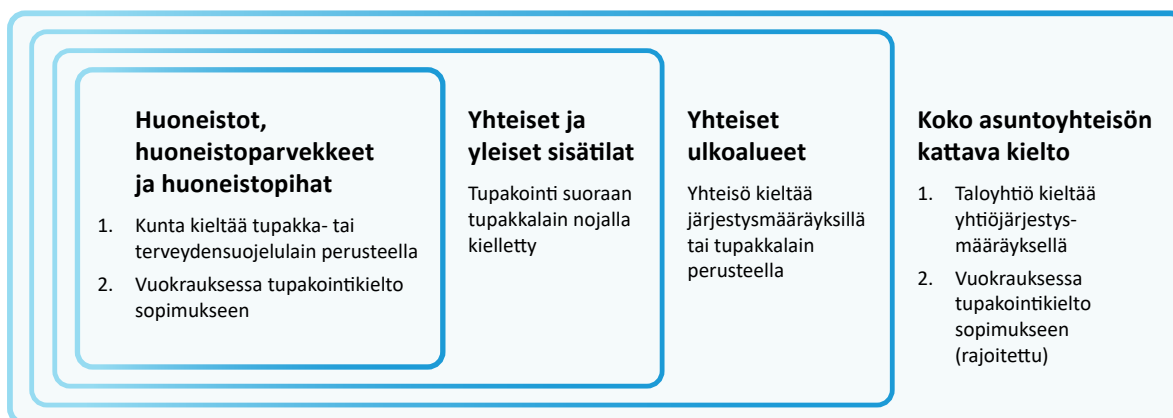 Huoneistot,
huoneistoparvekkeet
ja huoneistopihat
1. Kunta kieltää tupakka- tai
terveydensuojelulain perusteella
2. Vuokrauksessa tupakointikielto
sopimukseen
Yhteiset ja
yleiset sisätilat
Tupakointi suoraan
tupakkalain nojalla
kielletty
Yhteiset
ulkoalueet
Yhteisö kieltää
järjestysmääräyksillä
tai tupakkalain
perusteella
Koko asuntoyhteisön
kattava kielto
1. Taloyhtiö kieltää
yhtiöjärjestys-
määräyksellä
2. Vuokrauksessa
tupakointikielto
sopimukseen
(rajoitettu)